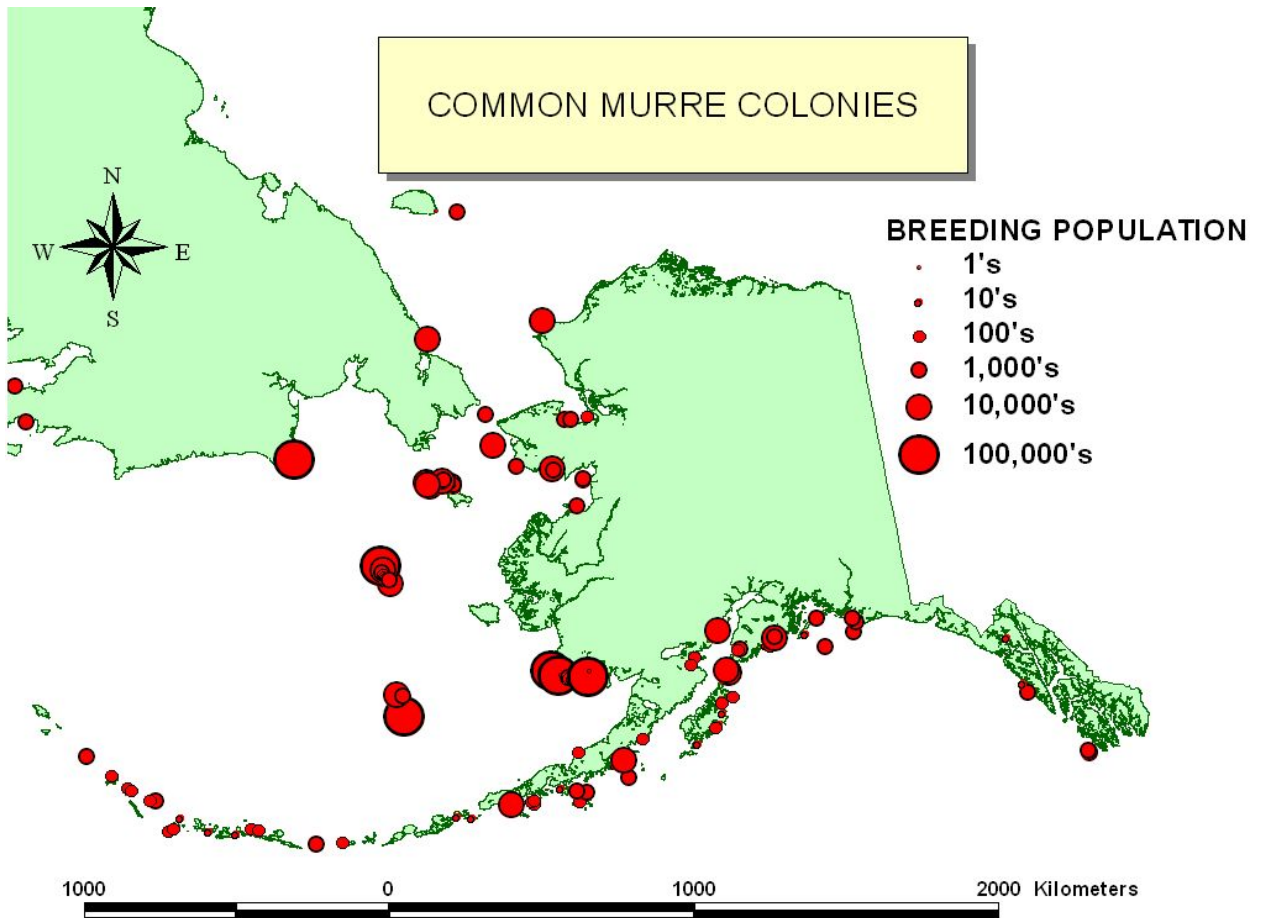 COMMON MURRE COLONIES
N
W E
S
BREEDING POPULATION
1's
10's
100's
1,000's
10,000's
100,000's
1000 0 1000 2000 Kilometers